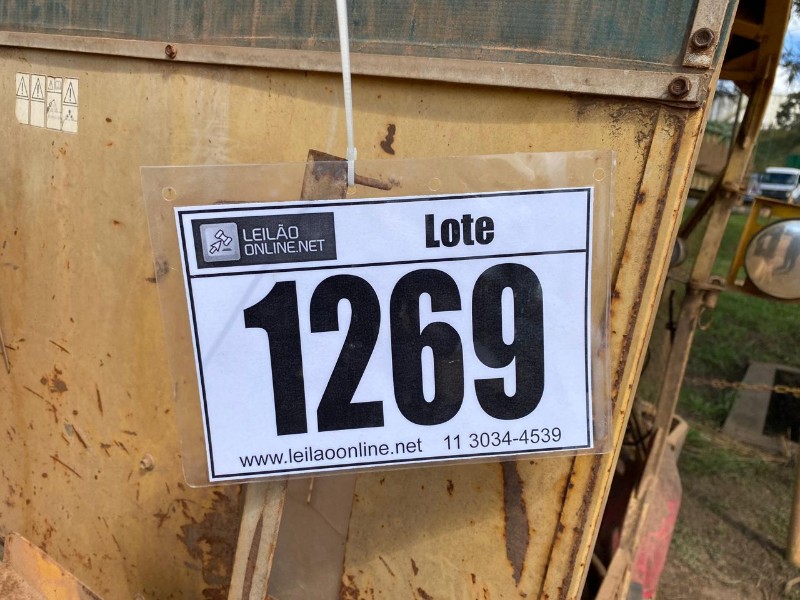 LEILÃO
ONLINE.NET
Lote
1269
www.leilaoonline.net 11 3034-4539